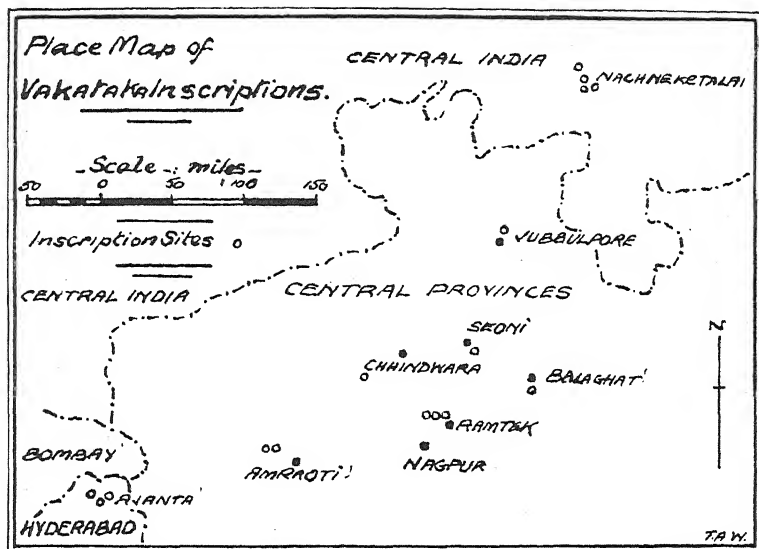 Place Map of
Vakataka Inscriptions.
Scale : miles
50 0 50 100 150
Inscription Sites
CENTRAL INDIA
CENTRAL INDIA
NACHNEKETALAI
JUBBULPORE
CENTRAL PROVINCES
SEONI
CHHINDWARA
BALAGHAT
RAMTEK
NAGPUR
AMRAOTI
BOMBAY
AJANTA
HYDERABAD
N
T.A.W.